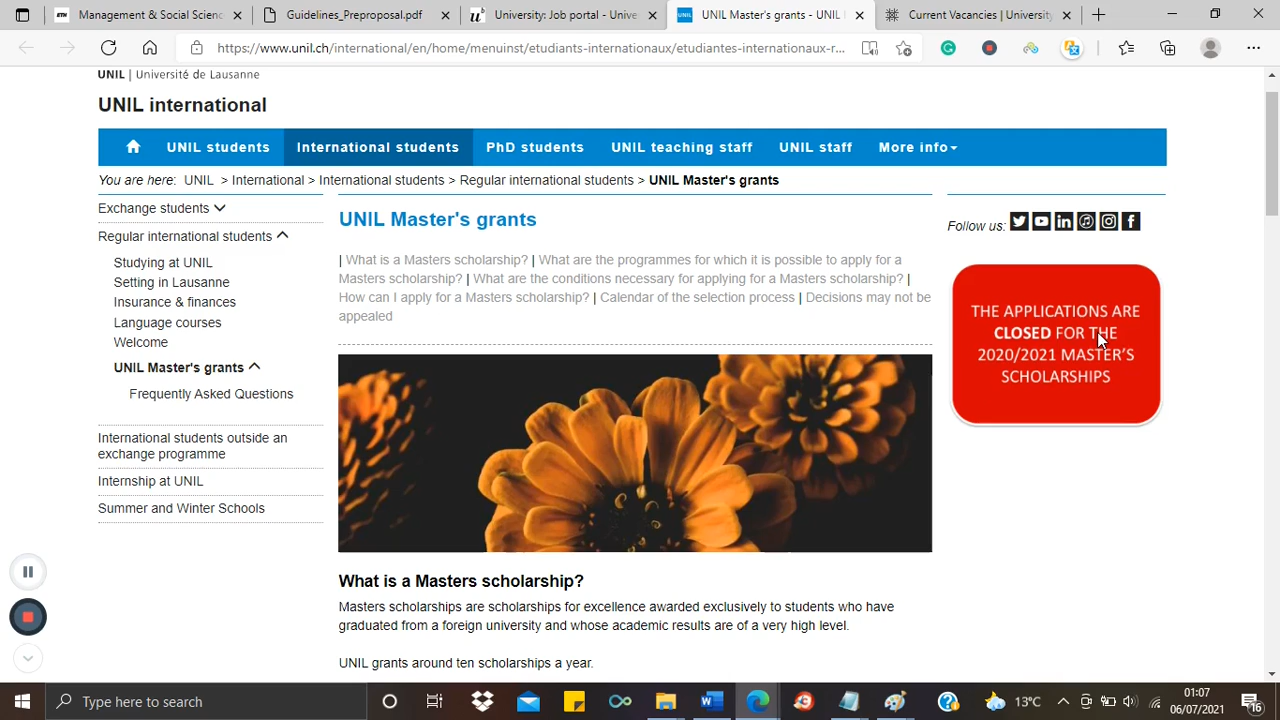 Management & Social Scienc
Guidelines_Preproposal.pdf
University: Job portal - Unive
UNIL Master's grants - UNIL I
Current Vacancies | University
https://www.unil.ch/international/en/home/menuinst/etudiants-internationaux/etudiantes-internationaux-r...
UNIL | Université de Lausanne
UNIL international
UNIL students
International students
PhD students
UNIL teaching staff
UNIL staff
More info
You are here: UNIL > International > International students > Regular international students > UNIL Master's grants
Exchange students
Regular international students
Studying at UNIL
Setting in Lausanne
Insurance & finances
Language courses
Welcome
UNIL Master's grants
Frequently Asked Questions
International students outside an
exchange programme
Internship at UNIL
Summer and Winter Schools
UNIL Master's grants
| What is a Masters scholarship? | What are the programmes for which it is possible to apply for a
Masters scholarship? | What are the conditions necessary for applying for a Masters scholarship? |
How can I apply for a Masters scholarship? | Calendar of the selection process | Decisions may not be
appealed
What is a Masters scholarship?
Masters scholarships are scholarships for excellence awarded exclusively to students who have
graduated from a foreign university and whose academic results are of a very high level.
UNIL grants around ten scholarships a year.
Follow us:
THE APPLICATIONS ARE
CLOSED FOR THE
2020/2021 MASTER'S
SCHOLARSHIPS
Type here to search
13°C
01:07
06/07/2021
16